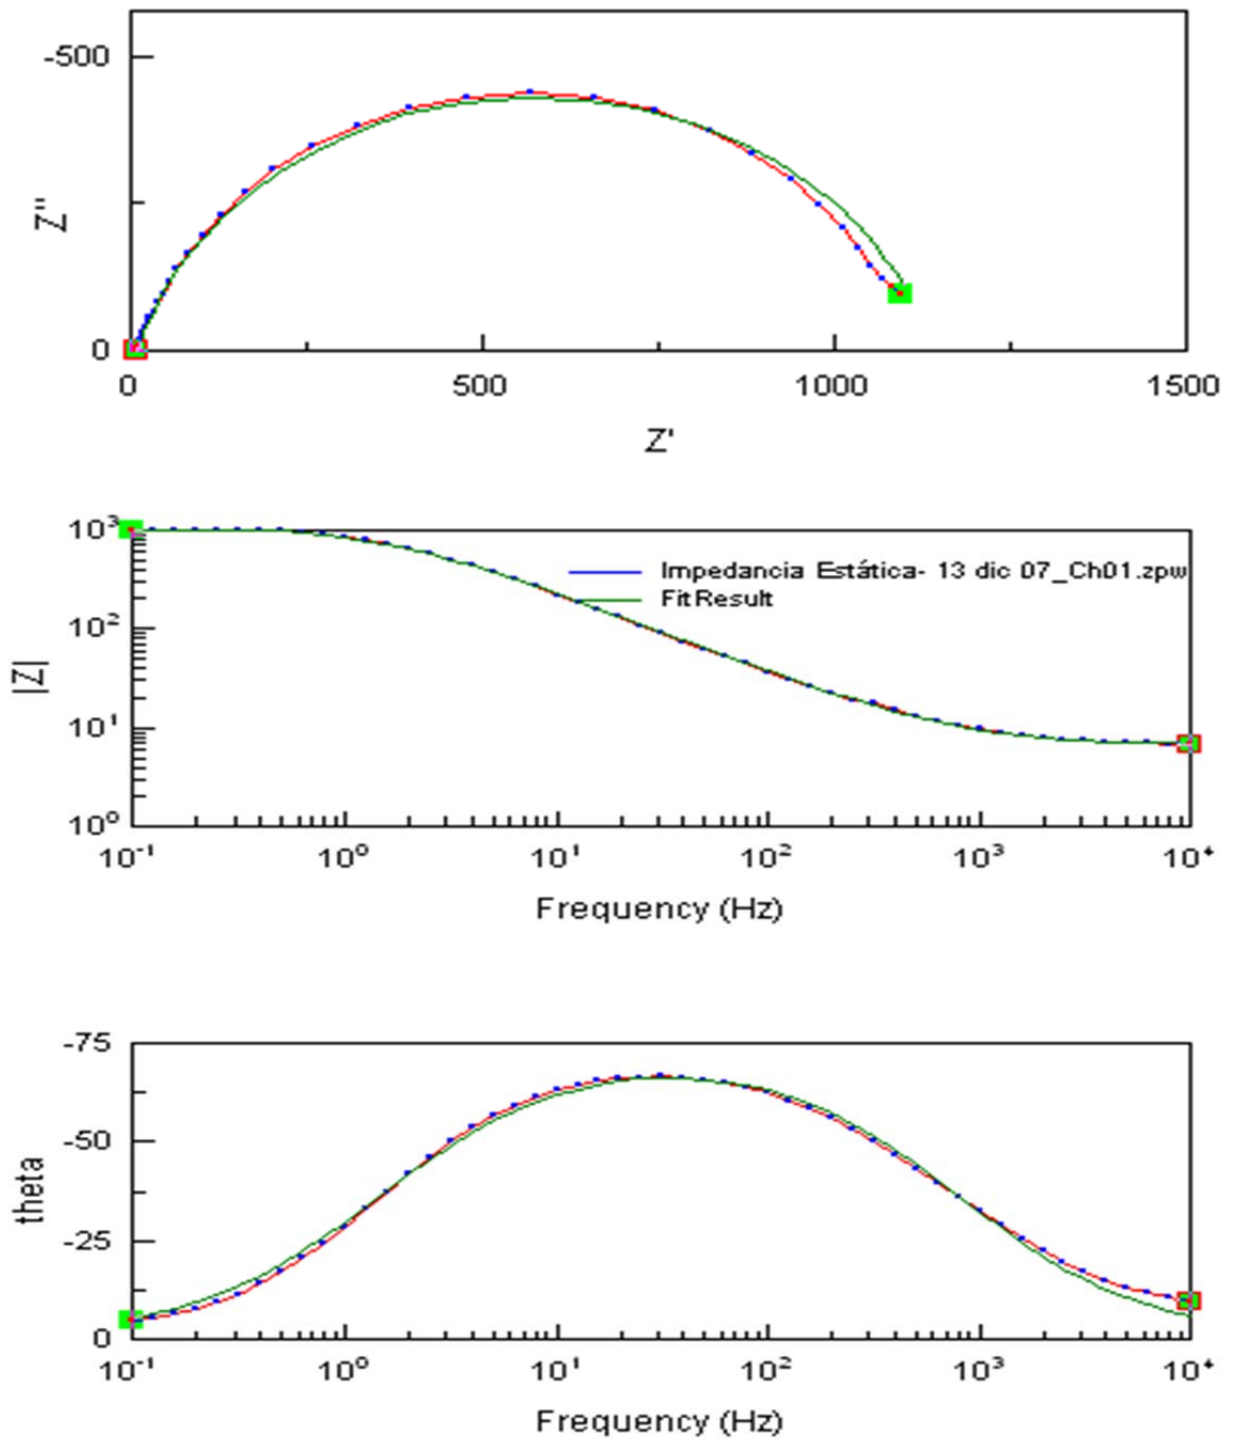 -500
Z''
0
0 500 1000 1500
Z'
10³
Impedancia Estática- 13 dic 07_Ch01.zpw
FitResult
10²
|Z|
10¹
10⁰
10⁻¹ 10⁰ 10¹ 10² 10³ 10⁴
Frequency (Hz)
-75
-50
theta
-25
0
10⁻¹ 10⁰ 10¹ 10² 10³ 10⁴
Frequency (Hz)